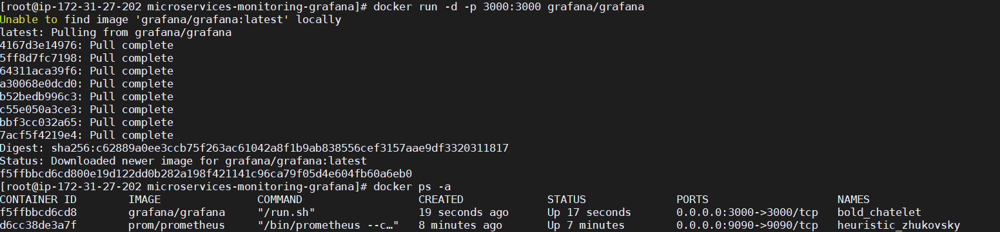 [root@ip-172-31-27-202 microservices-monitoring-grafana]# docker run -d -p 3000:3000 grafana/grafana
Unable to find image 'grafana/grafana:latest' locally
latest: Pulling from grafana/grafana
4167d3e14976: Pull complete
5ff8d7fc7198: Pull complete
64311aca39f6: Pull complete
a30068e0dcd0: Pull complete
b52bedb996c3: Pull complete
c55e050a3ce3: Pull complete
bbf3cc032a65: Pull complete
7acf5f4219e4: Pull complete
Digest: sha256:c62889a0ee3ccb75f263ac61042a8f1b9ab838556cef3157aae9df3320311817
Status: Downloaded newer image for grafana/grafana:latest
f5ffbbcd6cd800e19d122dd0b282a198f421141c96ca79f05d4e604fb60a6eb0
[root@ip-172-31-27-202 microservices-monitoring-grafana]# docker ps -a
CONTAINER ID        IMAGE               COMMAND                  CREATED             STATUS              PORTS                    NAMES
f5ffbbcd6cd8        grafana/grafana     "/run.sh"                19 seconds ago      Up 17 seconds       0.0.0.0:3000->3000/tcp   bold_chatelet
d6cc38de3a7f        prom/prometheus     "/bin/prometheus --c…"   8 minutes ago       Up 7 minutes        0.0.0.0:9090->9090/tcp   heuristic_zhukovsky